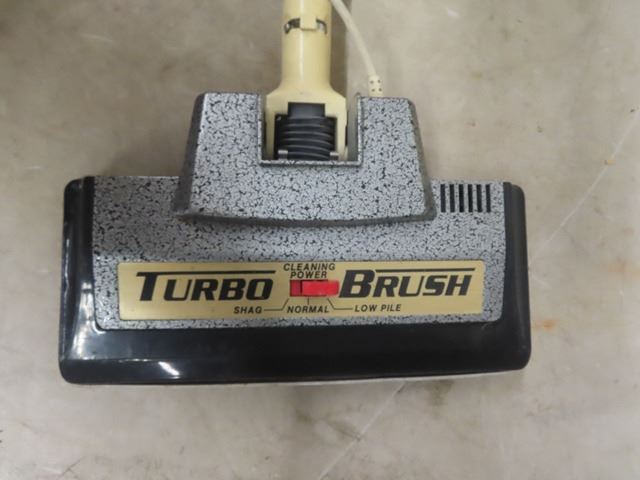 TURBO CLEANING POWER BRUSH
SHAG NORMAL LOW PILE